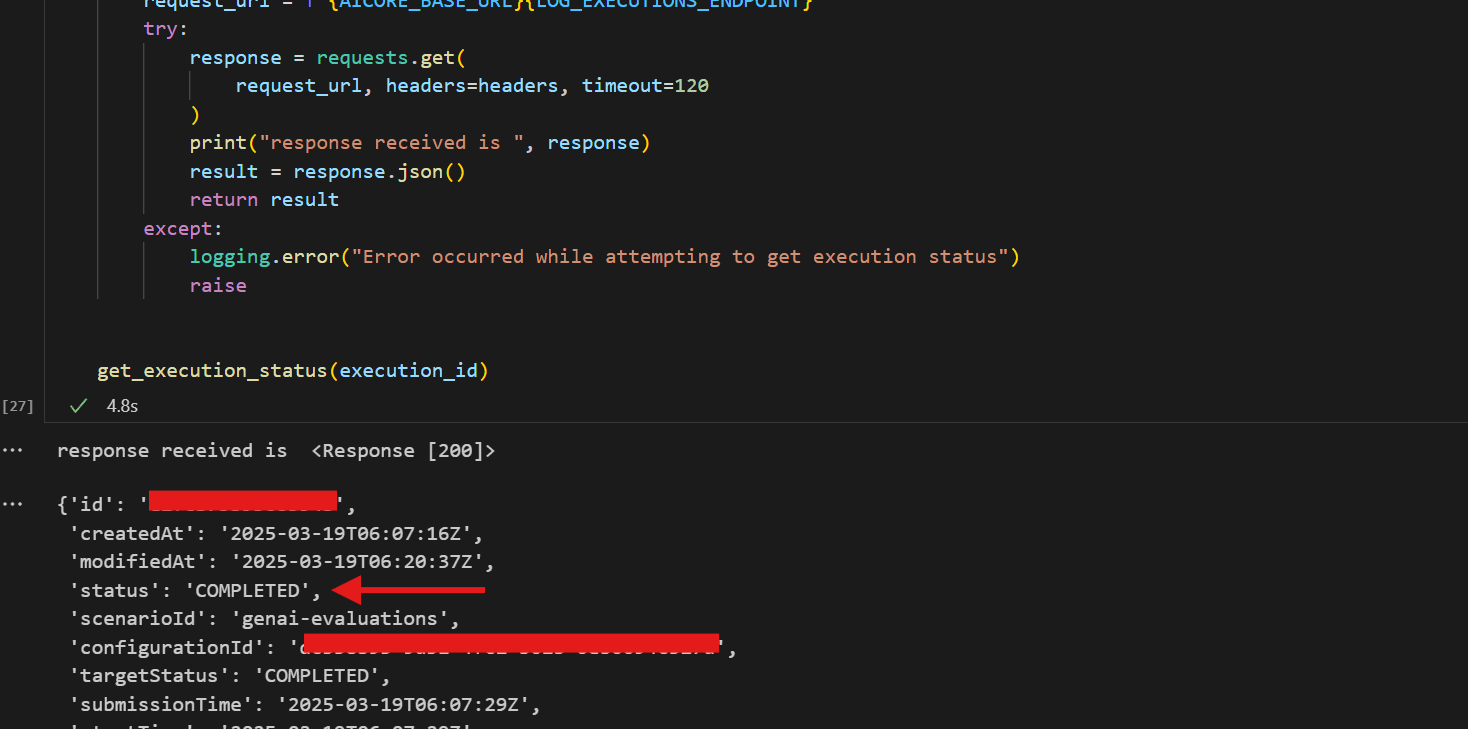 request_url = f"{AICORE_BASE_URL}{LOG_EXECUTIONS_ENDPOINT}"
try:
response = requests.get(
request_url, headers=headers, timeout=120
)
print("response received is ", response)
result = response.json()
return result
except:
logging.error("Error occurred while attempting to get execution status")
raise
get_execution_status(execution_id)
[27] ✓ 4.8s
··· response received is  <Response [200]>
··· {'id': '',
'createdAt': '2025-03-19T06:07:16Z',
'modifiedAt': '2025-03-19T06:20:37Z',
'status': 'COMPLETED',
'scenarioId': 'genai-evaluations',
'configurationId': '',
'targetStatus': 'COMPLETED',
'submissionTime': '2025-03-19T06:07:29Z',